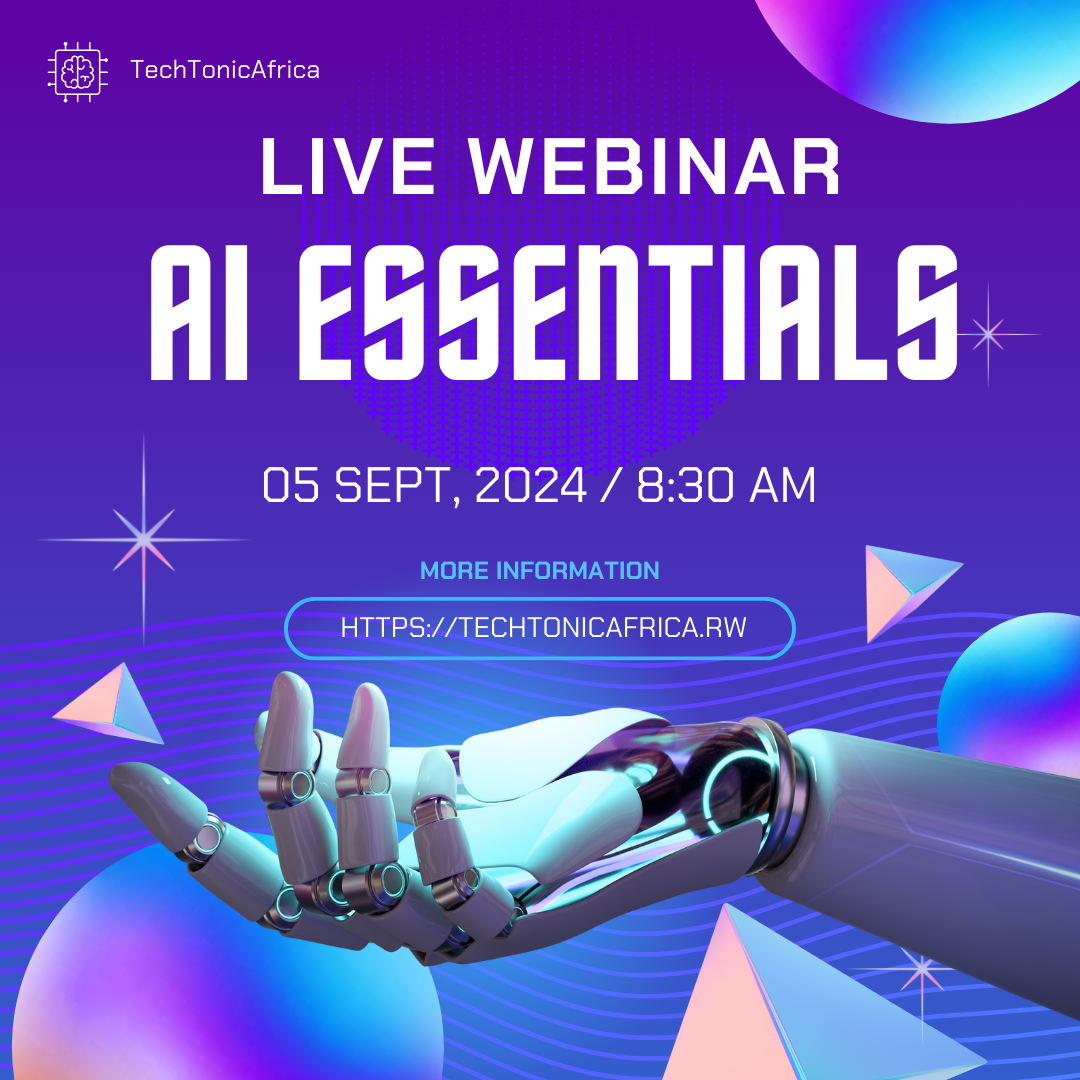 TechTonicAfrica
LIVE WEBINAR
AI ESSENTIALS
05 SEPT, 2024 / 8:30 AM
MORE INFORMATION
HTTPS://TECHTONICAFRICA.RW